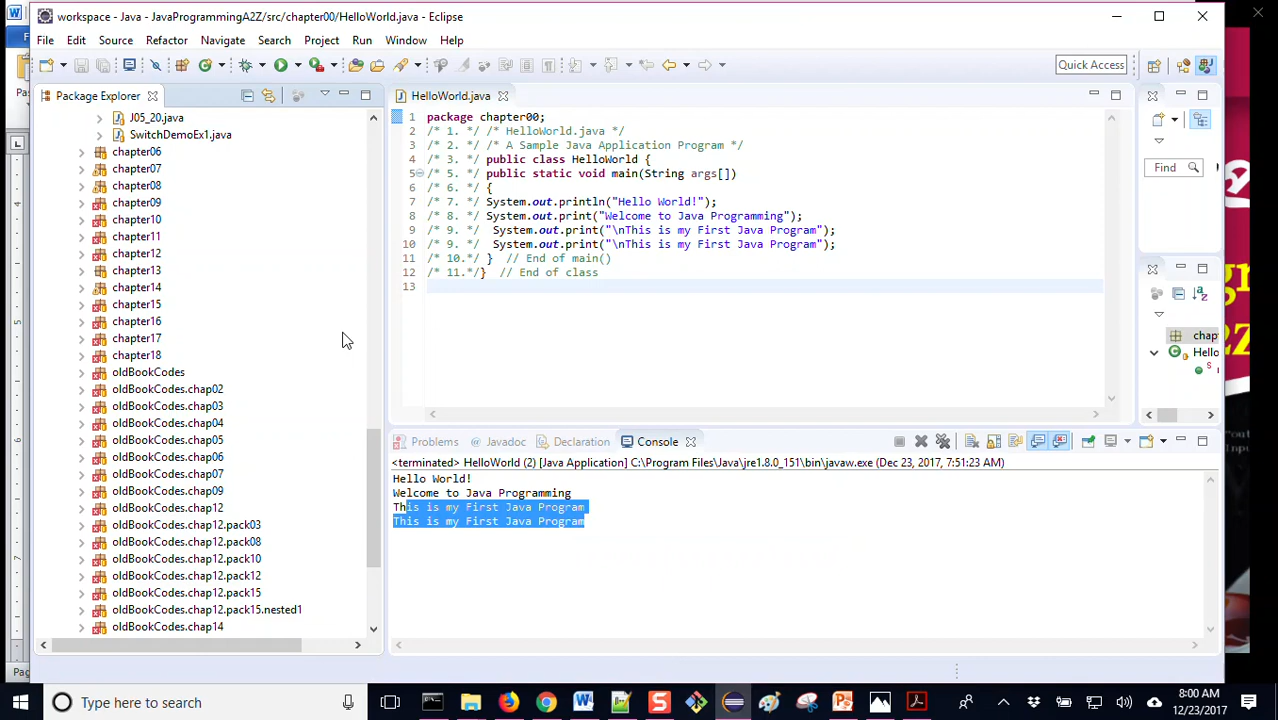 workspace - Java - JavaProgrammingA2Z/src/chapter00/HelloWorld.java - Eclipse
File Edit Source Refactor Navigate Search Project Run Window Help
Quick Access
Package Explorer
J05_20.java
SwitchDemoEx1.java
chapter06
chapter07
chapter08
chapter09
chapter10
chapter11
chapter12
chapter13
chapter14
chapter15
chapter16
chapter17
chapter18
oldBookCodes
oldBookCodes.chap02
oldBookCodes.chap03
oldBookCodes.chap04
oldBookCodes.chap05
oldBookCodes.chap06
oldBookCodes.chap07
oldBookCodes.chap09
oldBookCodes.chap12
oldBookCodes.chap12.pack03
oldBookCodes.chap12.pack08
oldBookCodes.chap12.pack10
oldBookCodes.chap12.pack12
oldBookCodes.chap12.pack15
oldBookCodes.chap12.pack15.nested1
oldBookCodes.chap14
HelloWorld.java
1 package chapter00;
2 /* 1. */ /* HelloWorld.java */
3 /* 2. */ /* A Sample Java Application Program */
4 /* 3. */ public class HelloWorld {
5 /* 5. */ public static void main(String args[])
6 /* 6. */ {
7 /* 7. */ System.out.println("Hello World!");
8 /* 8. */ System.out.print("Welcome to Java Programming");
9 /* 9. */  System.out.print("\nThis is my First Java Program");
10 /* 9. */  System.out.print("\nThis is my First Java Program");
11 /* 10.*/ }  // End of main()
12 /* 11.*/}  // End of class
13
Find
chap
Hello
Problems Javadoc Declaration Console
<terminated> HelloWorld (2) [Java Application] C:\Program Files\Java\jre1.8.0_151\bin\javaw.exe (Dec 23, 2017, 7:51:23 AM)
Hello World!
Welcome to Java Programming
This is my First Java Program
This is my First Java Program
Type here to search
8:00 AM
12/23/2017